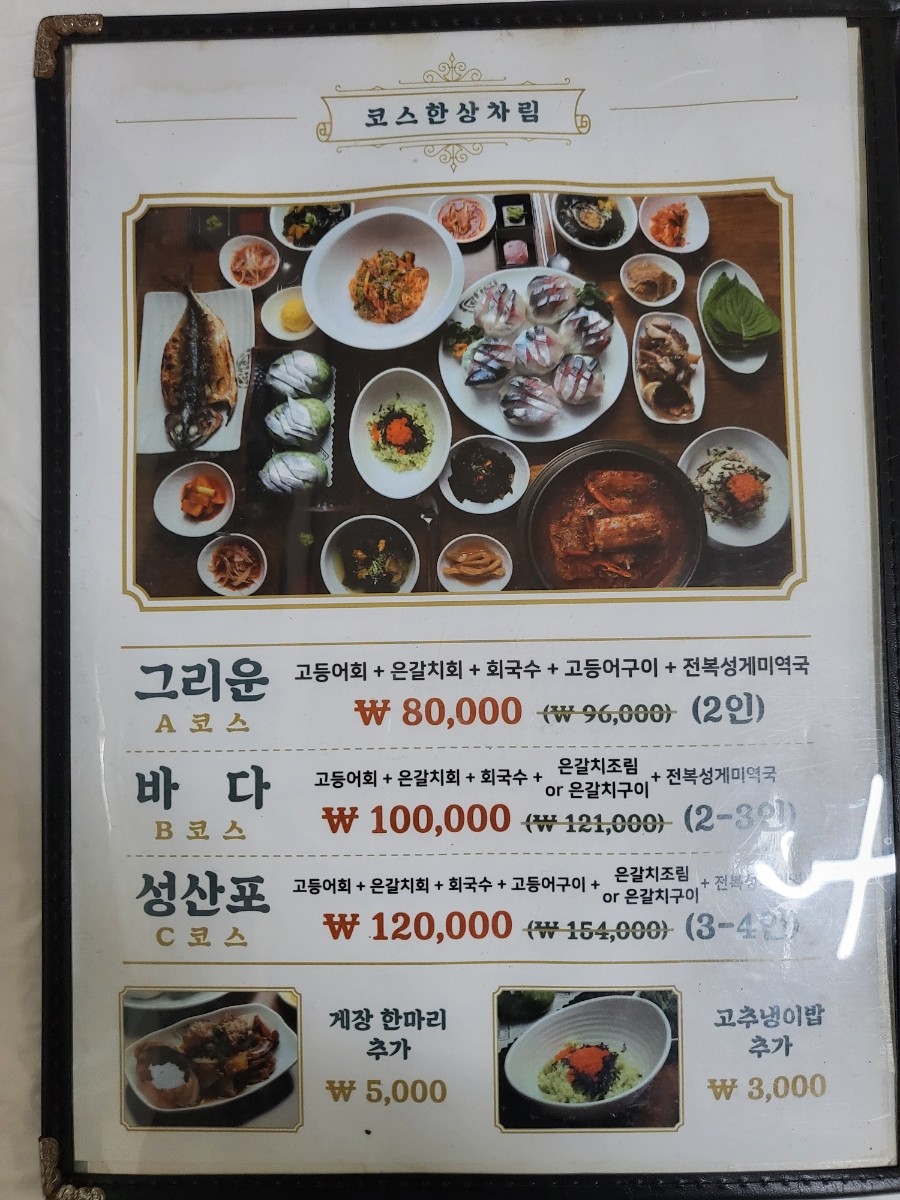 코스한상차림
그리운
A 코스
고등어회 + 은갈치회 + 회국수 + 고등어구이 + 전복성게미역국
₩ 80,000 (₩ 96,000) (2인)
바 다
B 코스
고등어회 + 은갈치회 + 회국수 + 은갈치조림 or 은갈치구이 + 전복성게미역국
₩ 100,000 (₩ 121,000) (2-3인)
성산포
C 코스
고등어회 + 은갈치회 + 회국수 + 고등어구이 + 은갈치조림 or 은갈치구이 +
₩ 120,000 (₩ 154,000) (3-4인)
게장 한마리
추가
₩ 5,000
고추냉이밥
추가
₩ 3,000